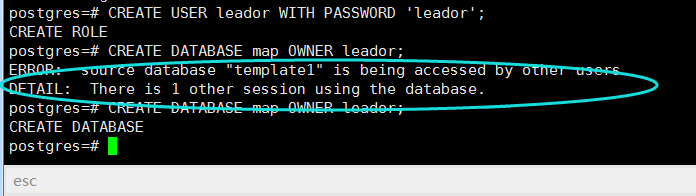 postgres=# CREATE USER leador WITH PASSWORD 'leador';
CREATE ROLE
postgres=# CREATE DATABASE map OWNER leador;
ERROR:  source database "template1" is being accessed by other users
DETAIL:  There is 1 other session using the database.
postgres=# CREATE DATABASE map OWNER leador;
CREATE DATABASE
postgres=#
esc